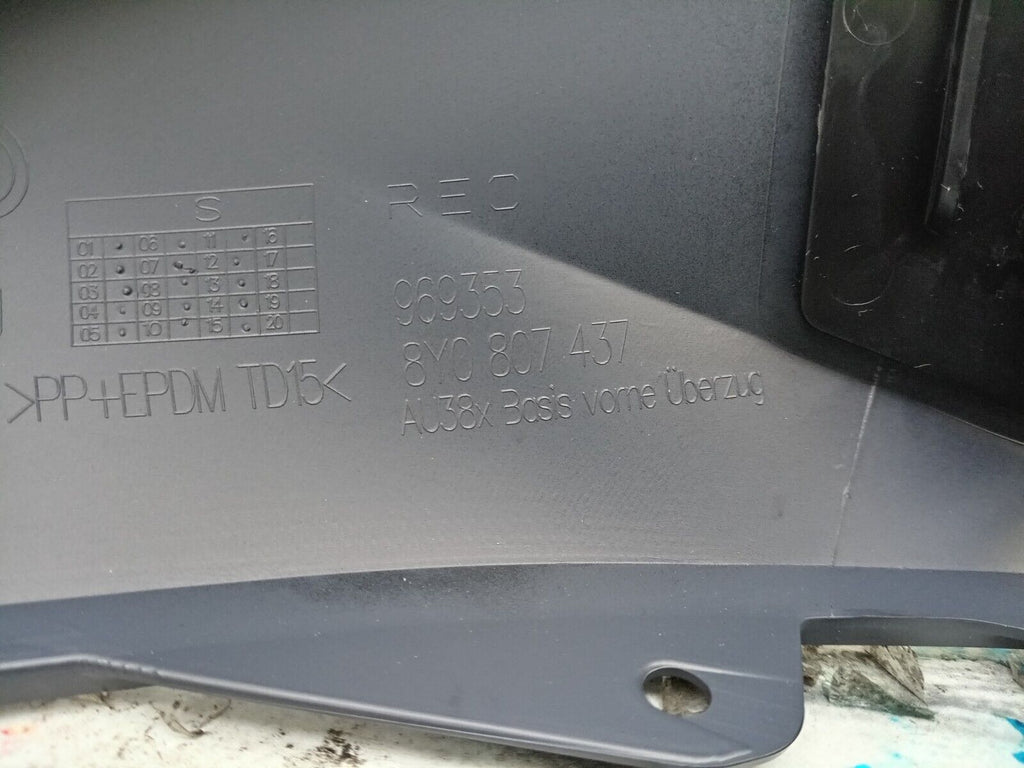 S
01 06 11 16
02 07 12 17
03 08 13 18
04 09 14 19
05 10 15 20
>PP+EPDM TD15<
REO
969353
8Y0 807 437
AU38x Basis vorne Überzug